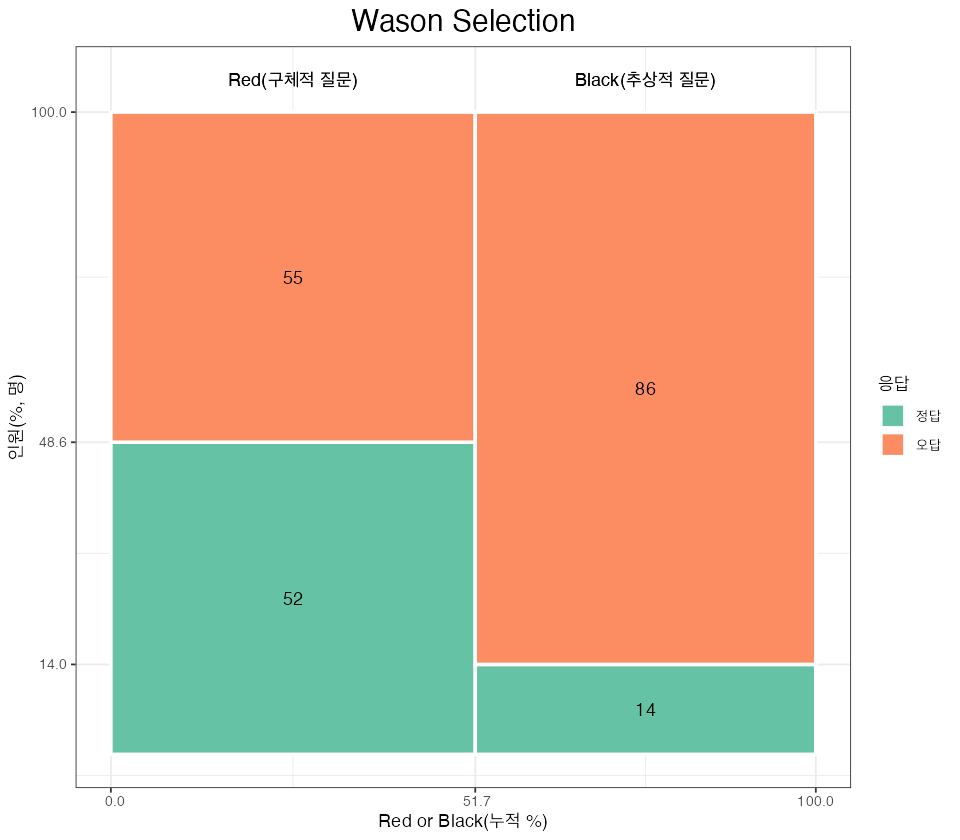 Wason Selection
Red(구체적 질문)
Black(추상적 질문)
100.0
55
86
48.6
52
14.0
14
0.0
51.7
100.0
Red or Black(누적 %)
인원(%, 명)
응답
정답
오답